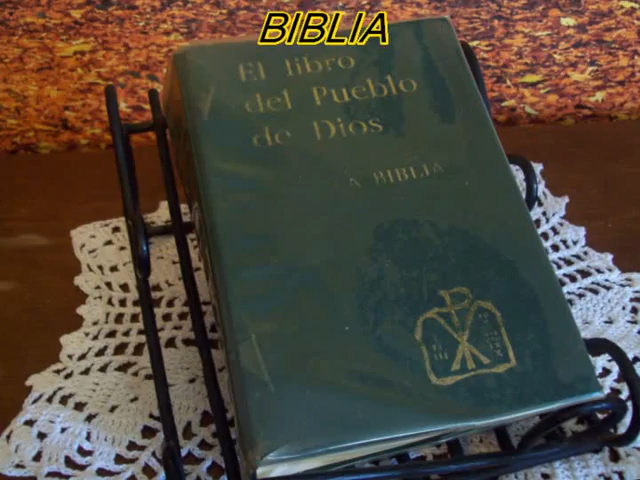 BIBLIA
El libro
del Pueblo
de Dios
A BIBLIA